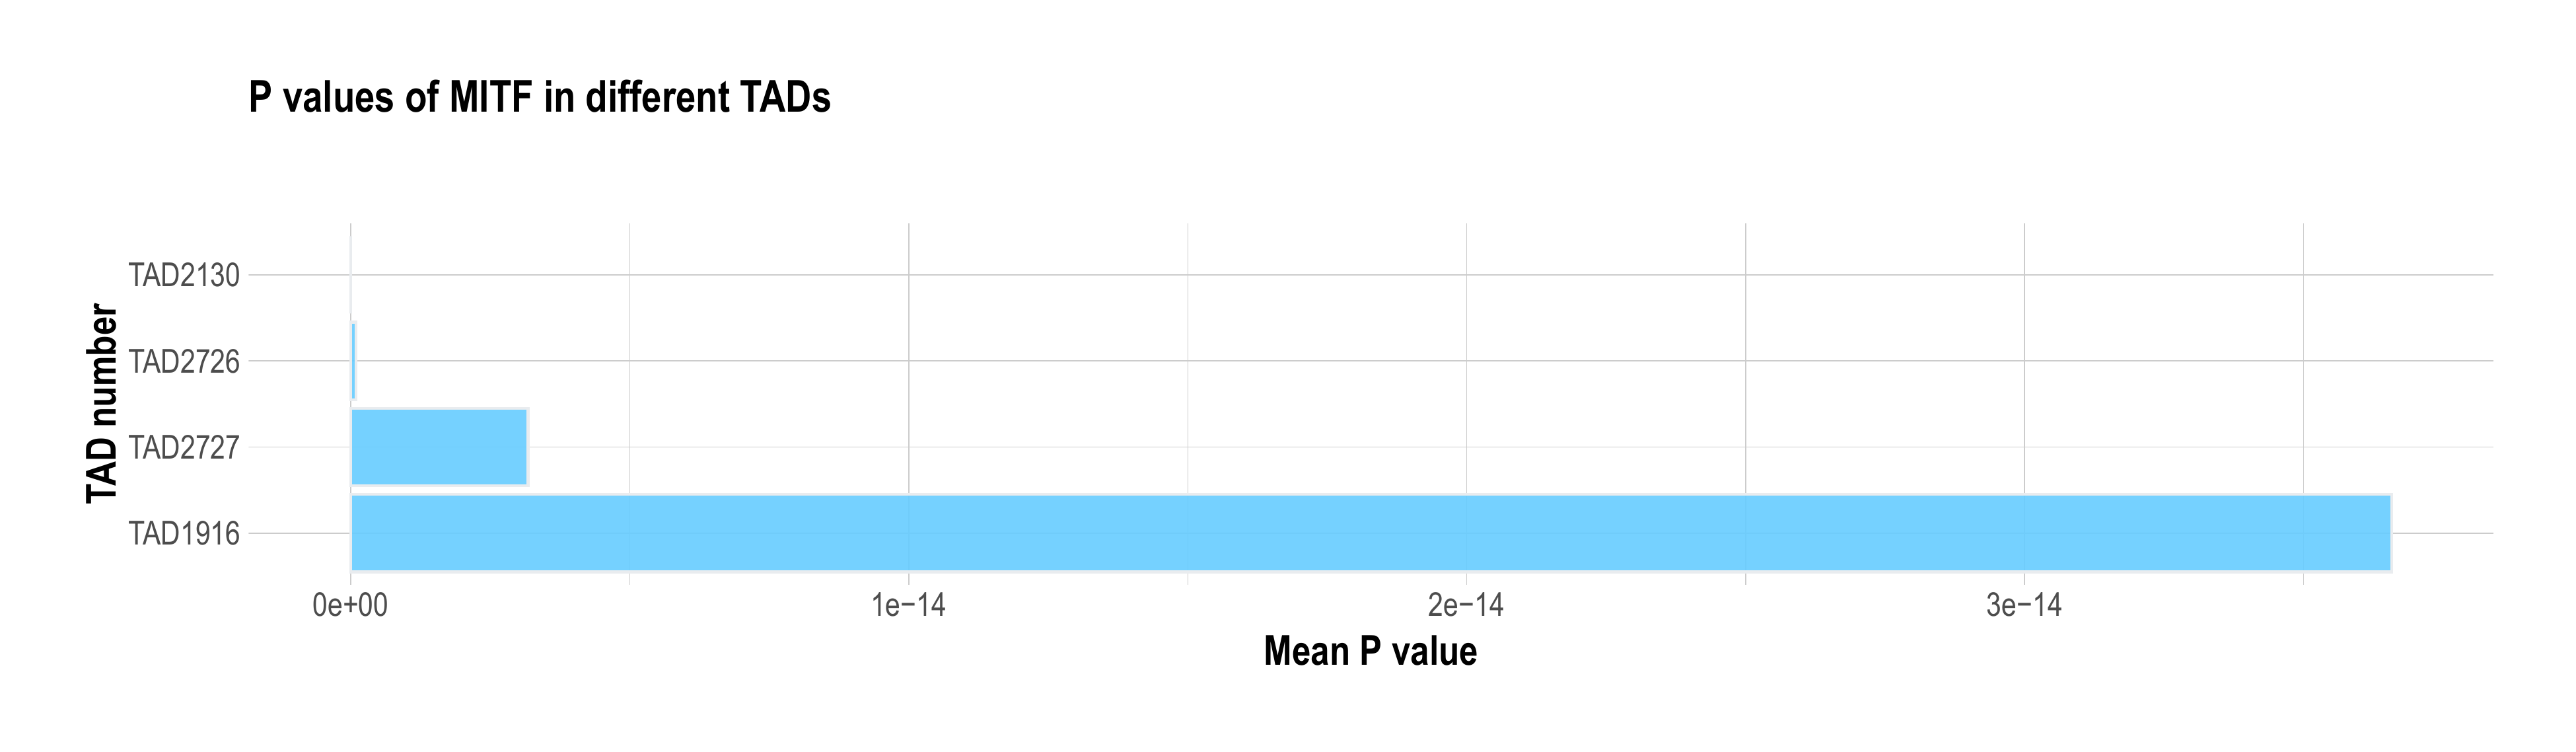 P values of MITF in different TADs
TAD number
TAD2130
TAD2726
TAD2727
TAD1916
0e+00 1e−14 2e−14 3e−14
Mean P value